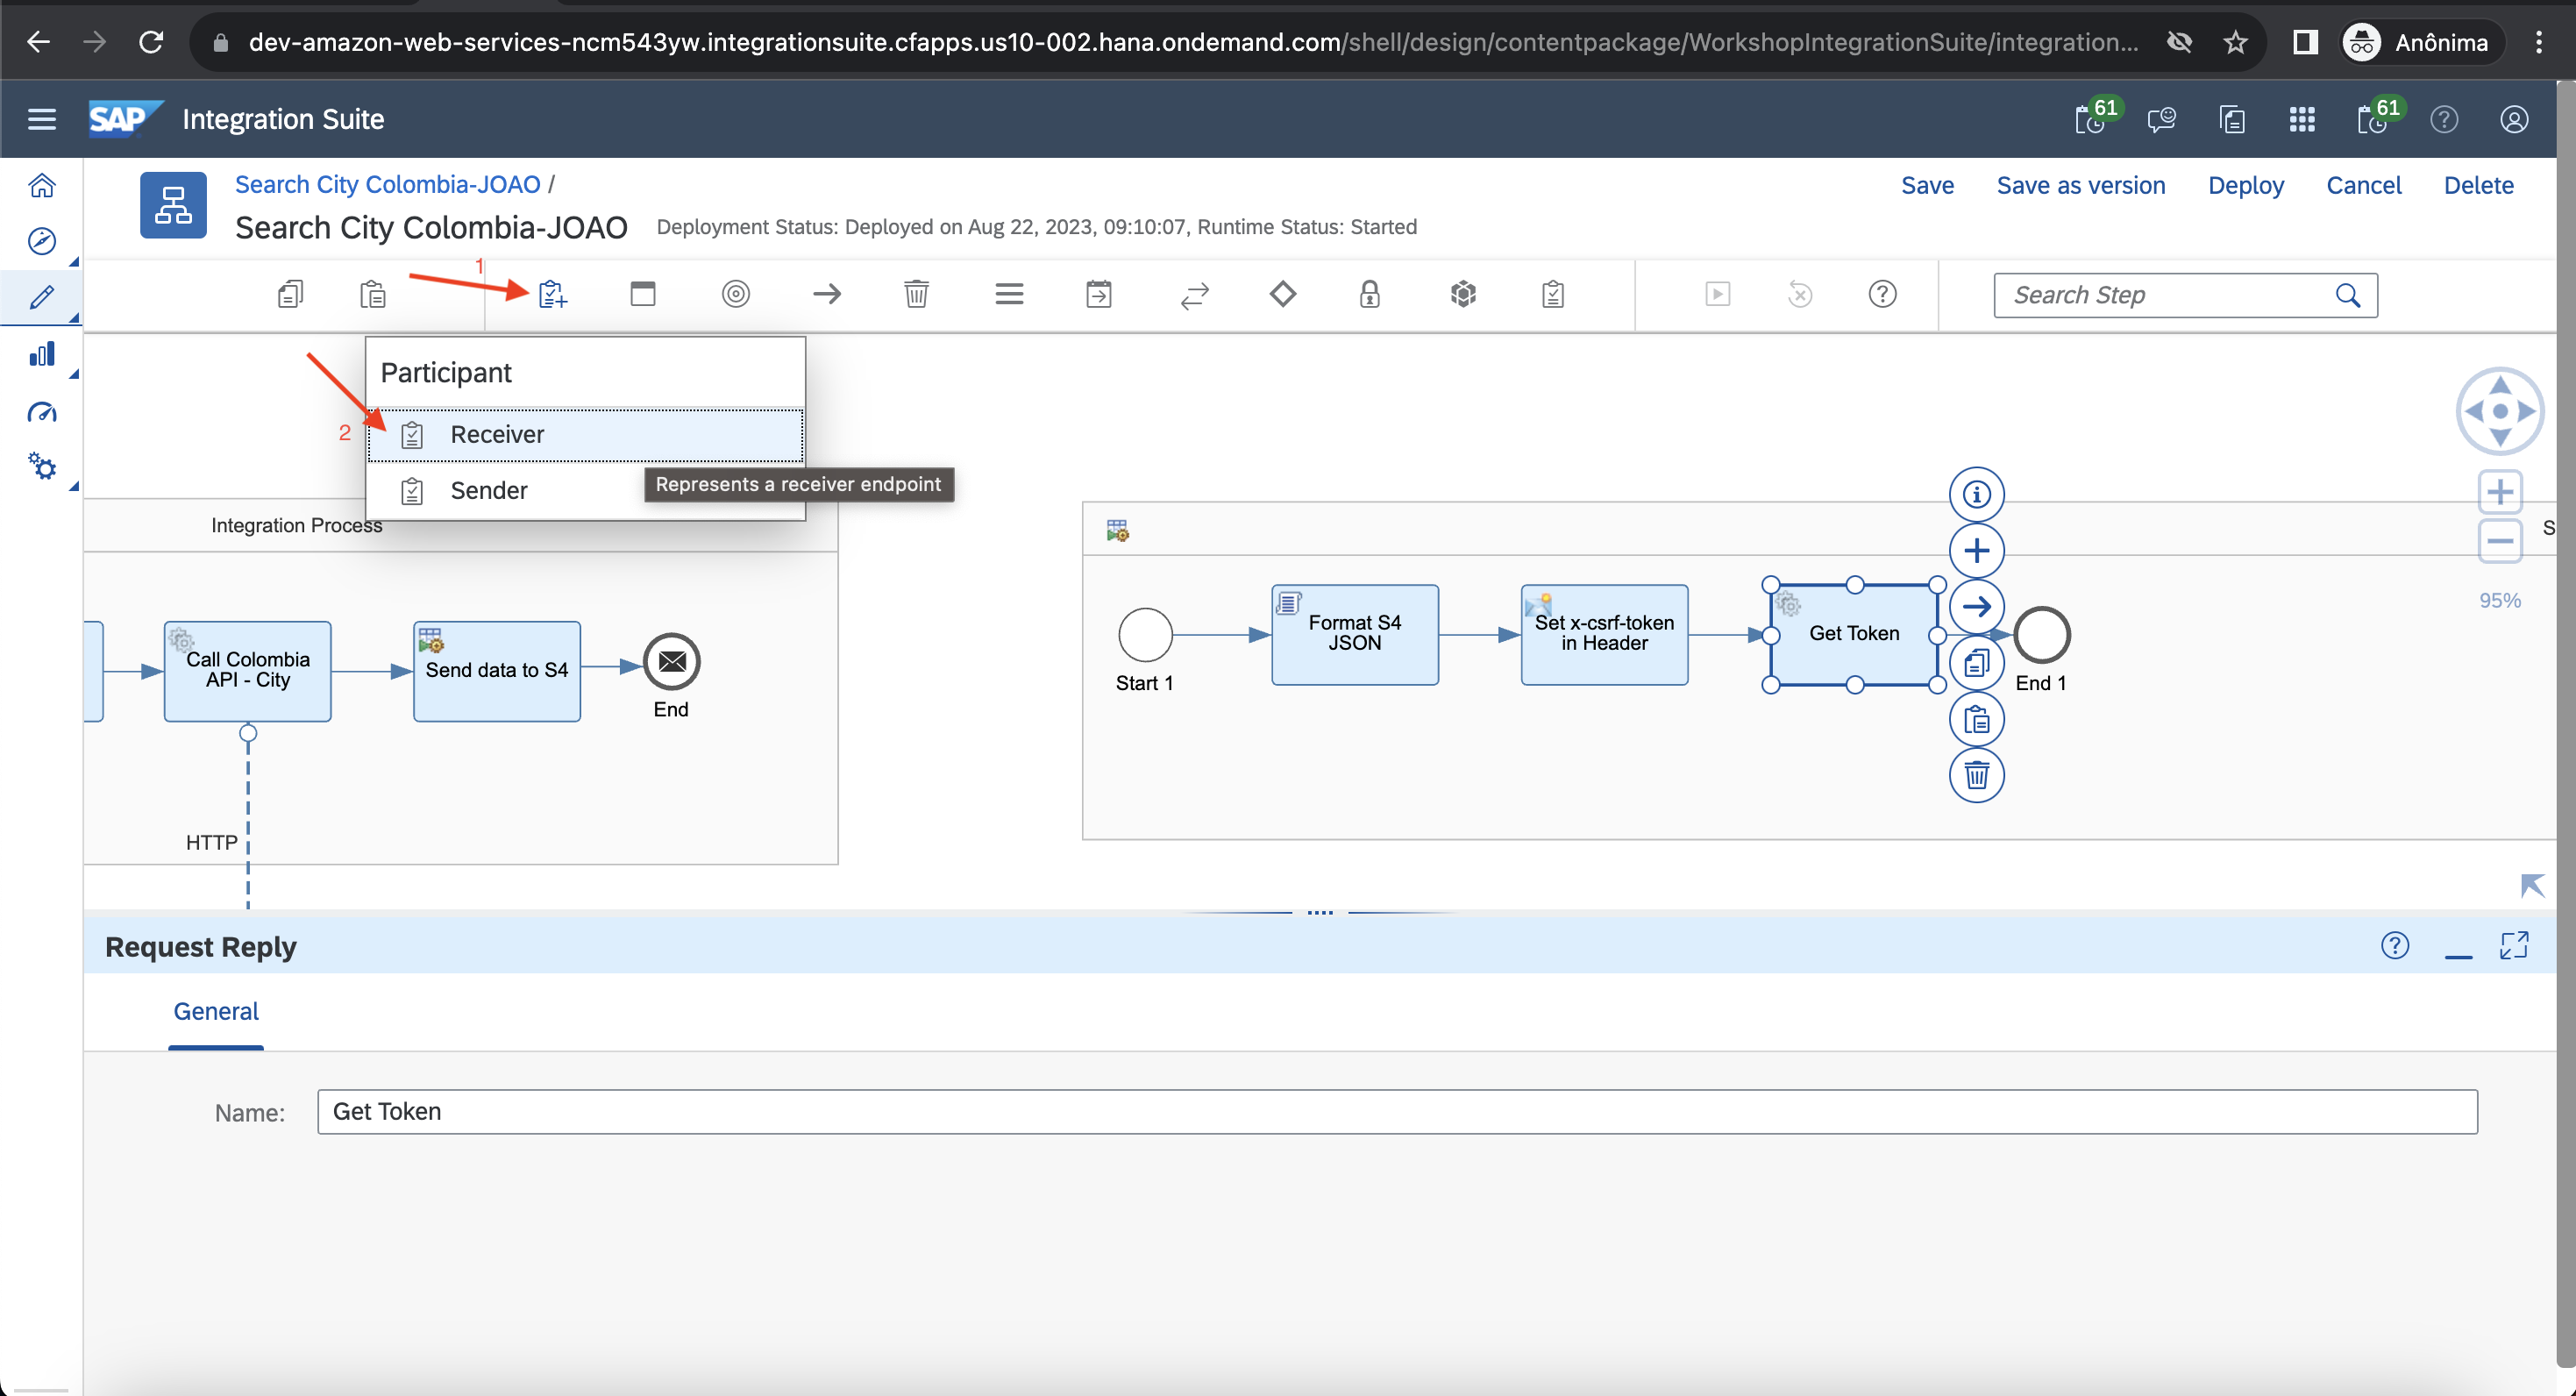 dev-amazon-web-services-ncm543yw.integrationsuite.cfapps.us10-002.hana.ondemand.com/shell/design/contentpackage/WorkshopIntegrationSuite/integration...
Anônima
SAP
Integration Suite
61
61
Search City Colombia-JOAO /
Save
Save as version
Deploy
Cancel
Delete
Search City Colombia-JOAO
Deployment Status: Deployed on Aug 22, 2023, 09:10:07, Runtime Status: Started
1
Search Step
Participant
2
Receiver
Sender
Represents a receiver endpoint
Integration Process
S
Call Colombia
API - City
Send data to S4
End
HTTP
Start 1
Format S4
JSON
Set x-csrf-token
in Header
Get Token
End 1
95%
Request Reply
General
Name:
Get Token